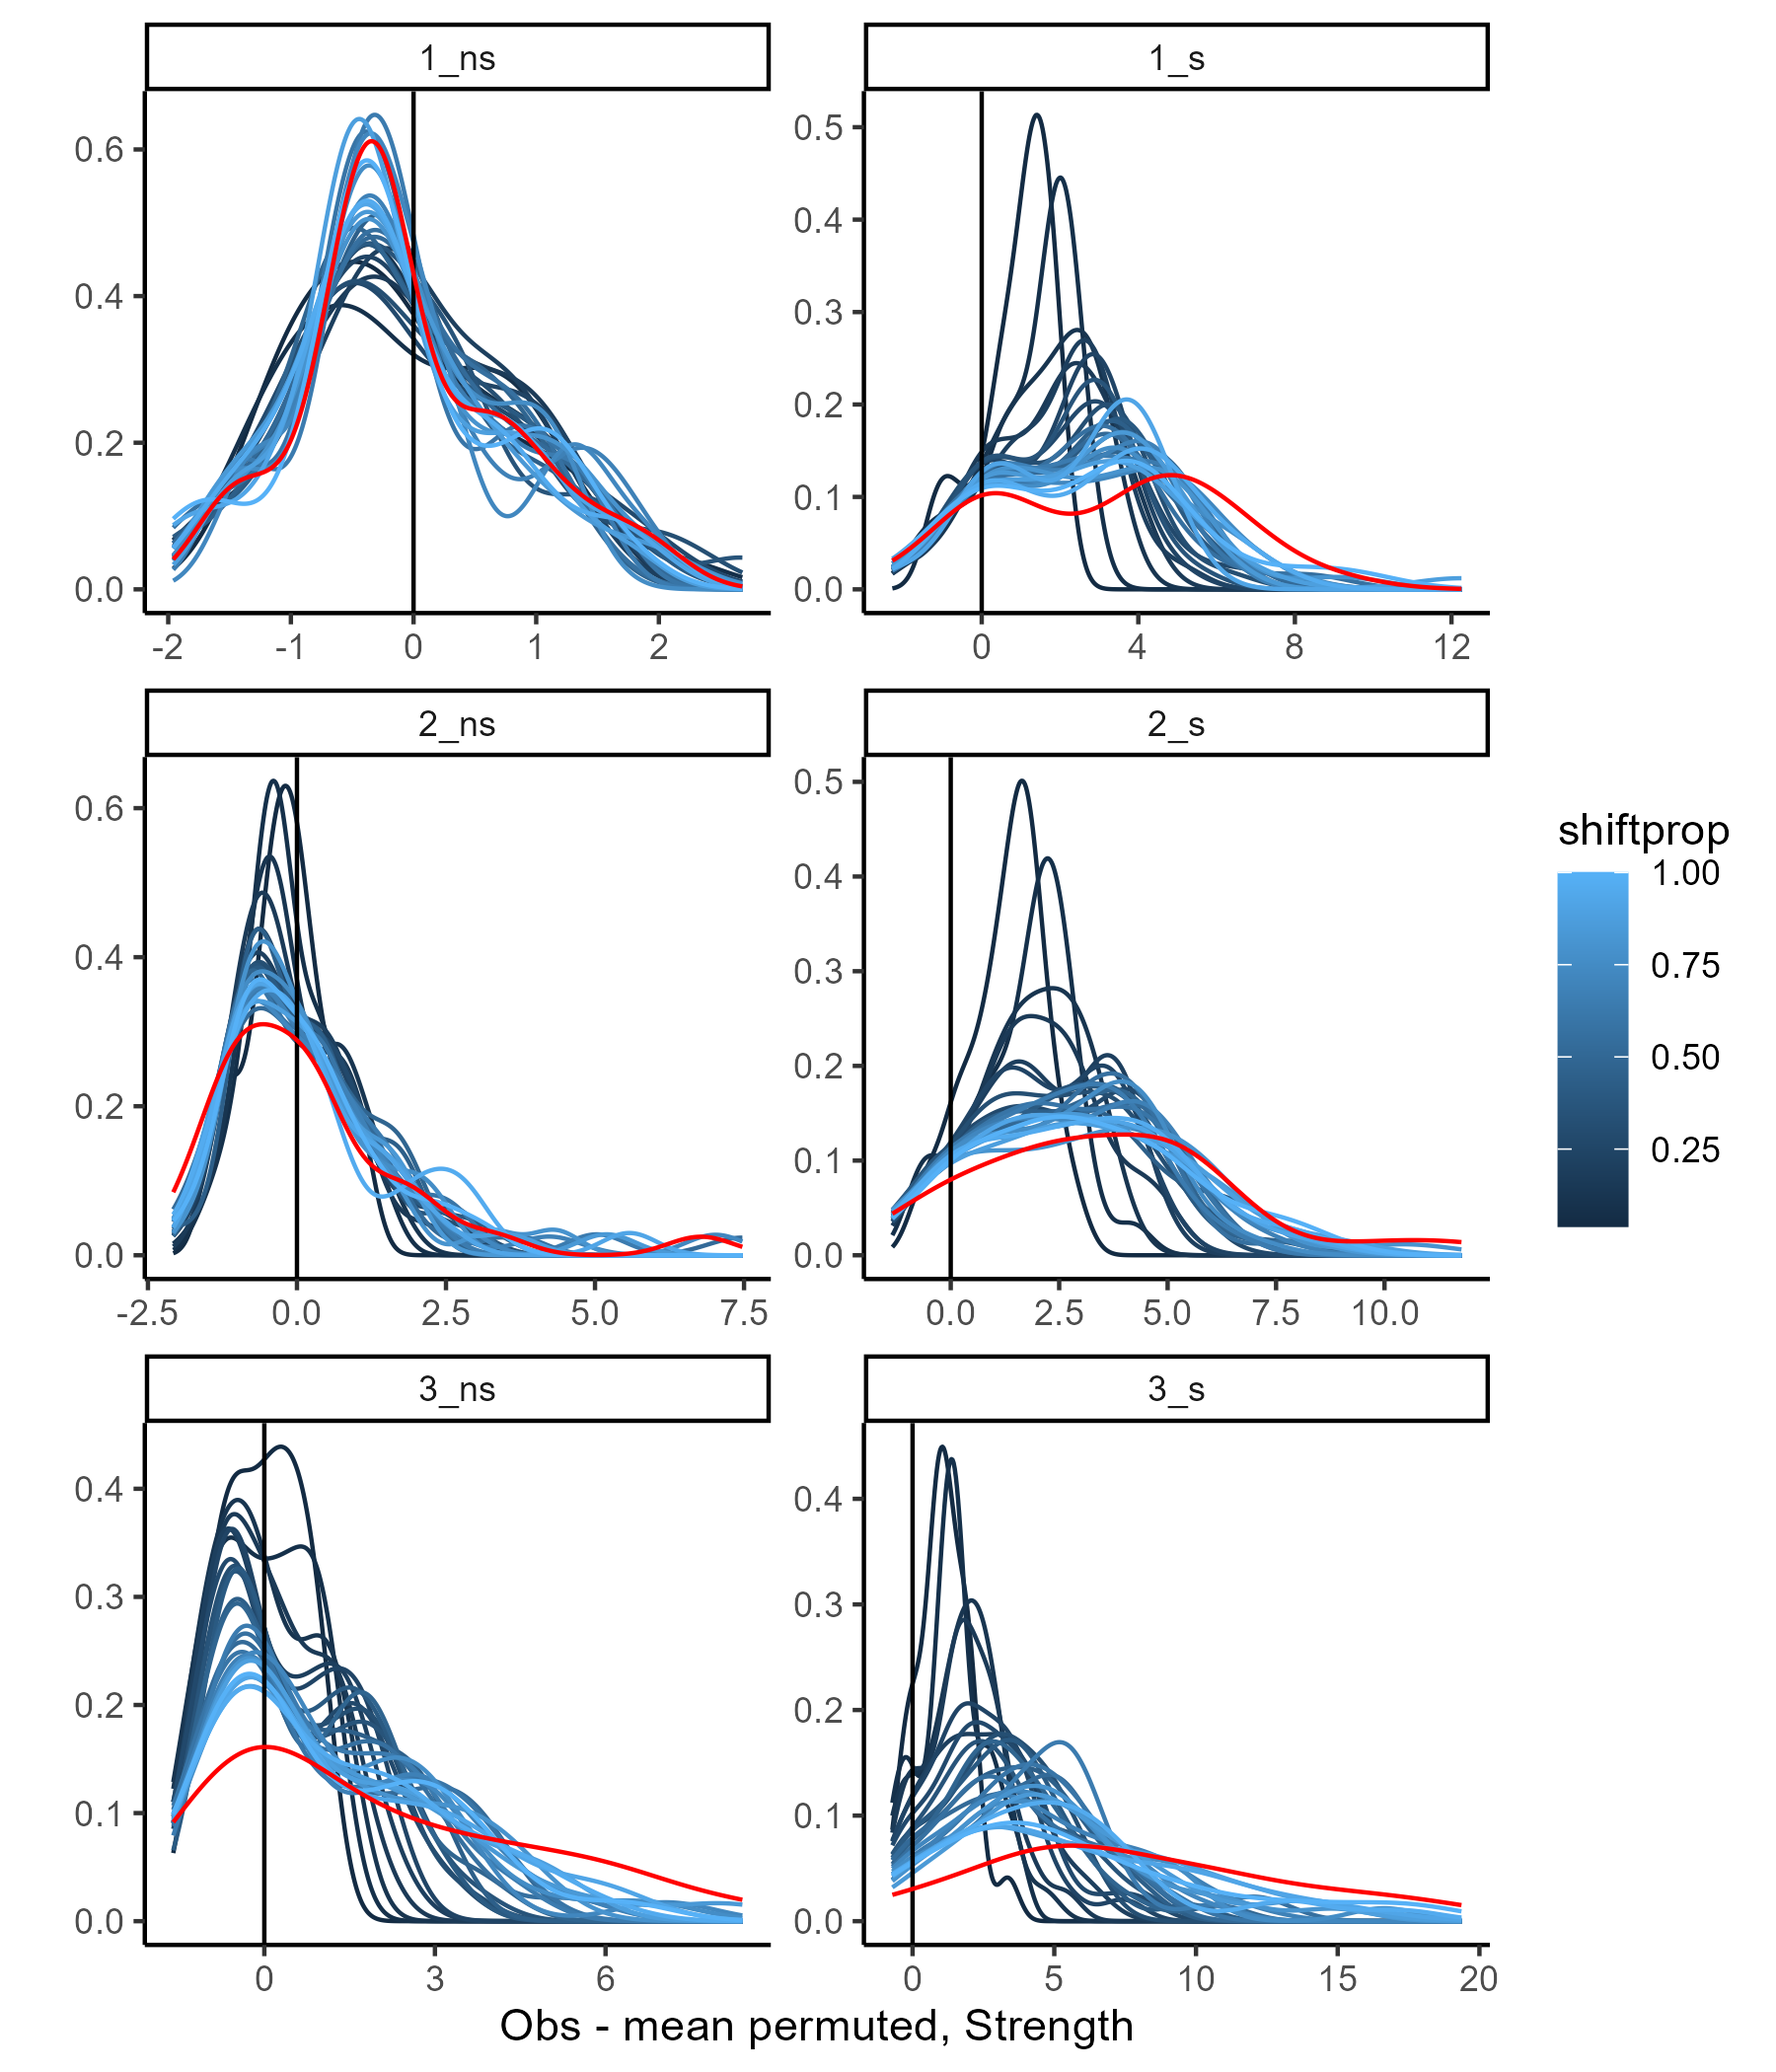 1_ns 1_s
0.6 0.4 0.2 0.0
-2 -1 0 1 2
0.5 0.4 0.3 0.2 0.1 0.0
0 4 8 12
2_ns 2_s
0.6 0.4 0.2 0.0
-2.5 0.0 2.5 5.0 7.5
0.5 0.4 0.3 0.2 0.1 0.0
0.0 2.5 5.0 7.5 10.0
3_ns 3_s
0.4 0.3 0.2 0.1 0.0
0 3 6
0.4 0.3 0.2 0.1 0.0
0 5 10 15 20
Obs - mean permuted, Strength
shiftprop
1.00
0.75
0.50
0.25